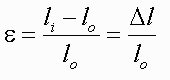 ε = (l_i − l_o) / l_o = Δl / l_o